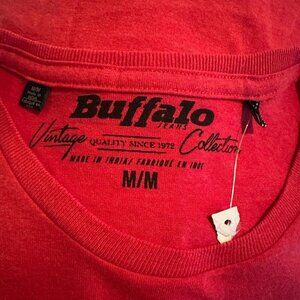 Buffalo
JEANS
Vintage QUALITY SINCE 1972 Collection
MADE IN INDIA/ FABRIQUÉ EN INDE
M/M
M/M